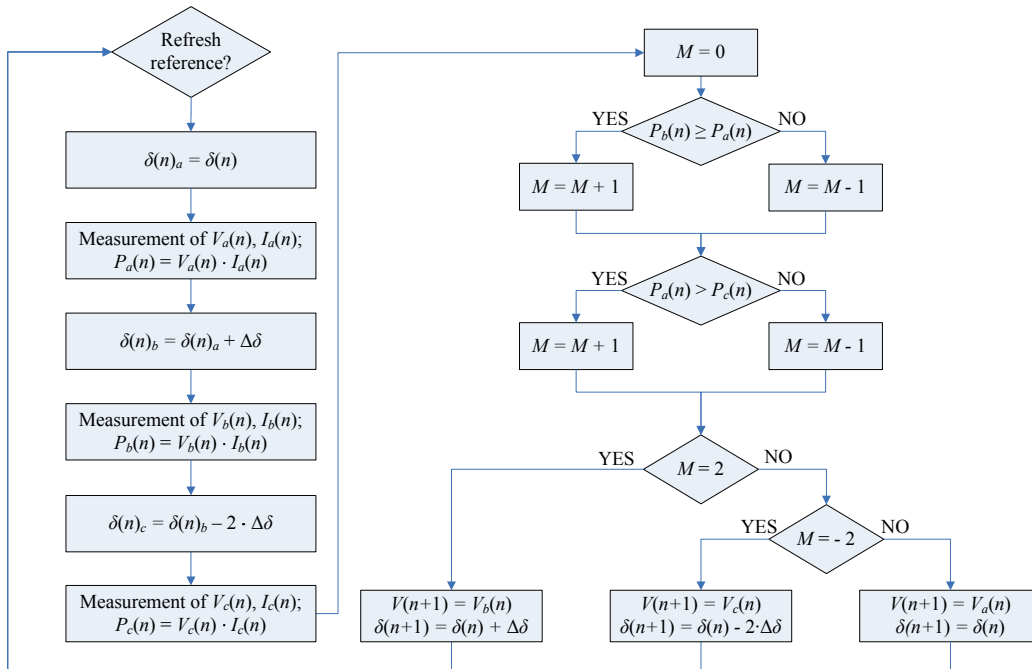 Refresh
reference?
δ(n)a = δ(n)
Measurement of Va(n), Ia(n);
Pa(n) = Va(n) · Ia(n)
δ(n)b = δ(n)a + Δδ
Measurement of Vb(n), Ib(n);
Pb(n) = Vb(n) · Ib(n)
δ(n)c = δ(n)b – 2 · Δδ
Measurement of Vc(n), Ic(n);
Pc(n) = Vc(n) · Ic(n)
M = 0
YES
Pb(n) ≥ Pa(n)
NO
M = M + 1
M = M - 1
YES
Pa(n) > Pc(n)
NO
M = M + 1
M = M - 1
YES
M = 2
NO
YES
M = - 2
NO
V(n+1) = Vb(n)
δ(n+1) = δ(n) + Δδ
V(n+1) = Vc(n)
δ(n+1) = δ(n) - 2·Δδ
V(n+1) = Va(n)
δ(n+1) = δ(n)